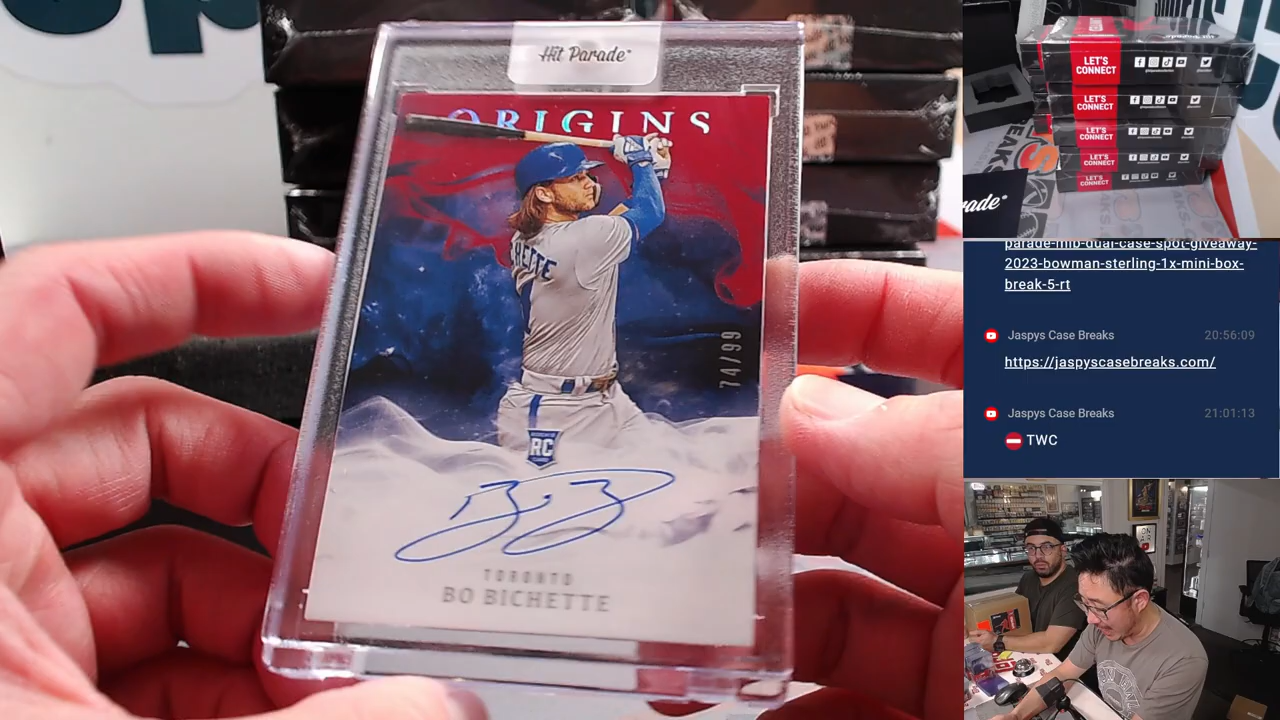 Hit Parade
ORIGINS
74/99
RC
TORONTO
BO BICHETTE
LET'S
CONNECT
LET'S
CONNECT
LET'S
CONNECT
LET'S
CONNECT
LET'S
CONNECT
parade-mib-dual-case-spot-giveaway-
2023-bowman-sterling-1x-mini-box-
break-5-rt
Jaspys Case Breaks 20:56:09
https://jaspyscasebreaks.com/
Jaspys Case Breaks 21:01:13
TWC